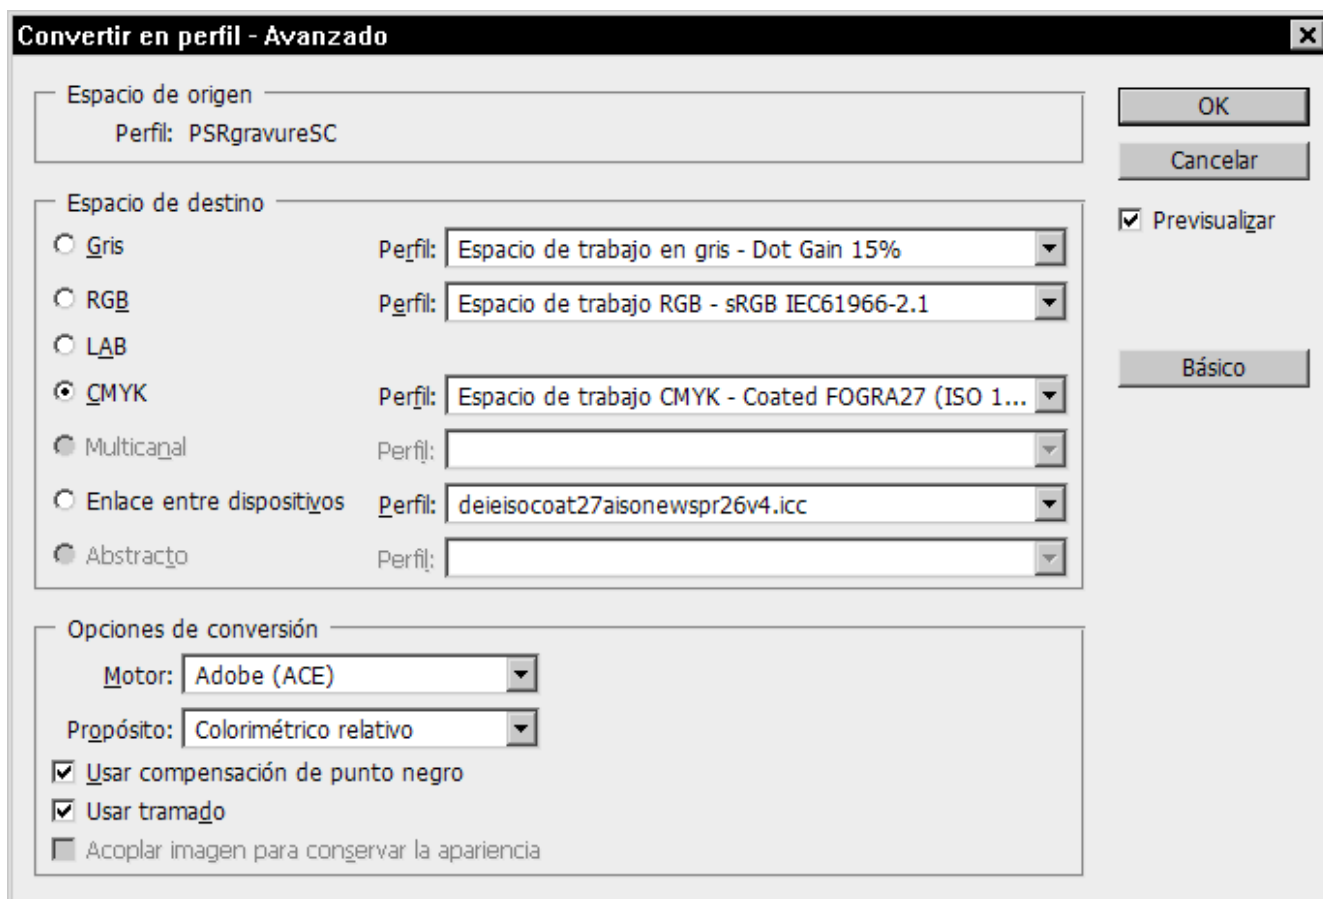 Convertir en perfil - Avanzado
Espacio de origen
Perfil: PSRgravureSC
OK
Cancelar
Previsualizar
Básico
Espacio de destino
Gris Perfil: Espacio de trabajo en gris - Dot Gain 15%
RGB Perfil: Espacio de trabajo RGB - sRGB IEC61966-2.1
LAB
CMYK Perfil: Espacio de trabajo CMYK - Coated FOGRA27 (ISO 1...
Multicanal Perfil:
Enlace entre dispositivos Perfil: deieisocoat27aisonewspr26v4.icc
Abstracto Perfil:
Opciones de conversión
Motor: Adobe (ACE)
Propósito: Colorimétrico relativo
Usar compensación de punto negro
Usar tramado
Acoplar imagen para conservar la apariencia